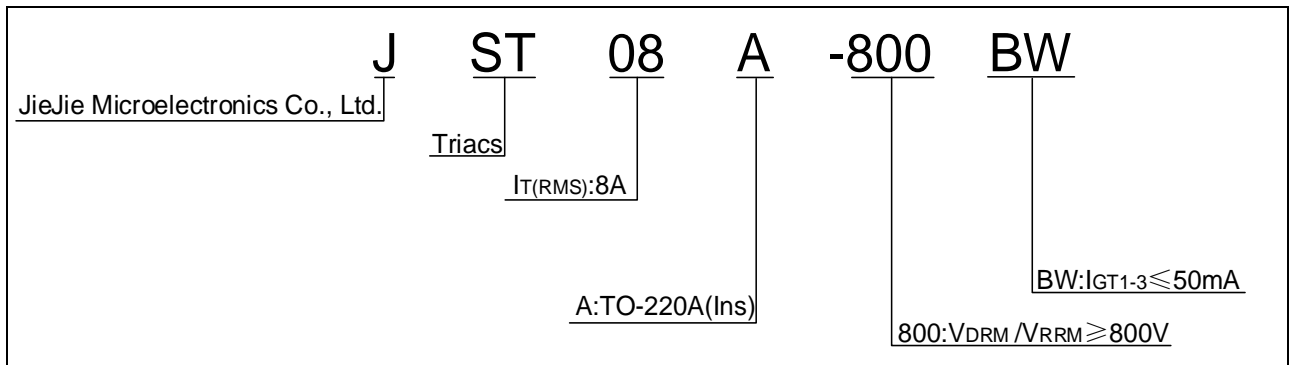 J ST 08 A -800 BW
JieJie Microelectronics Co., Ltd.
Triacs
IT(RMS):8A
BW:IGT1-3≤50mA
A:TO-220A(Ins)
800:VDRM /VRRM≥800V